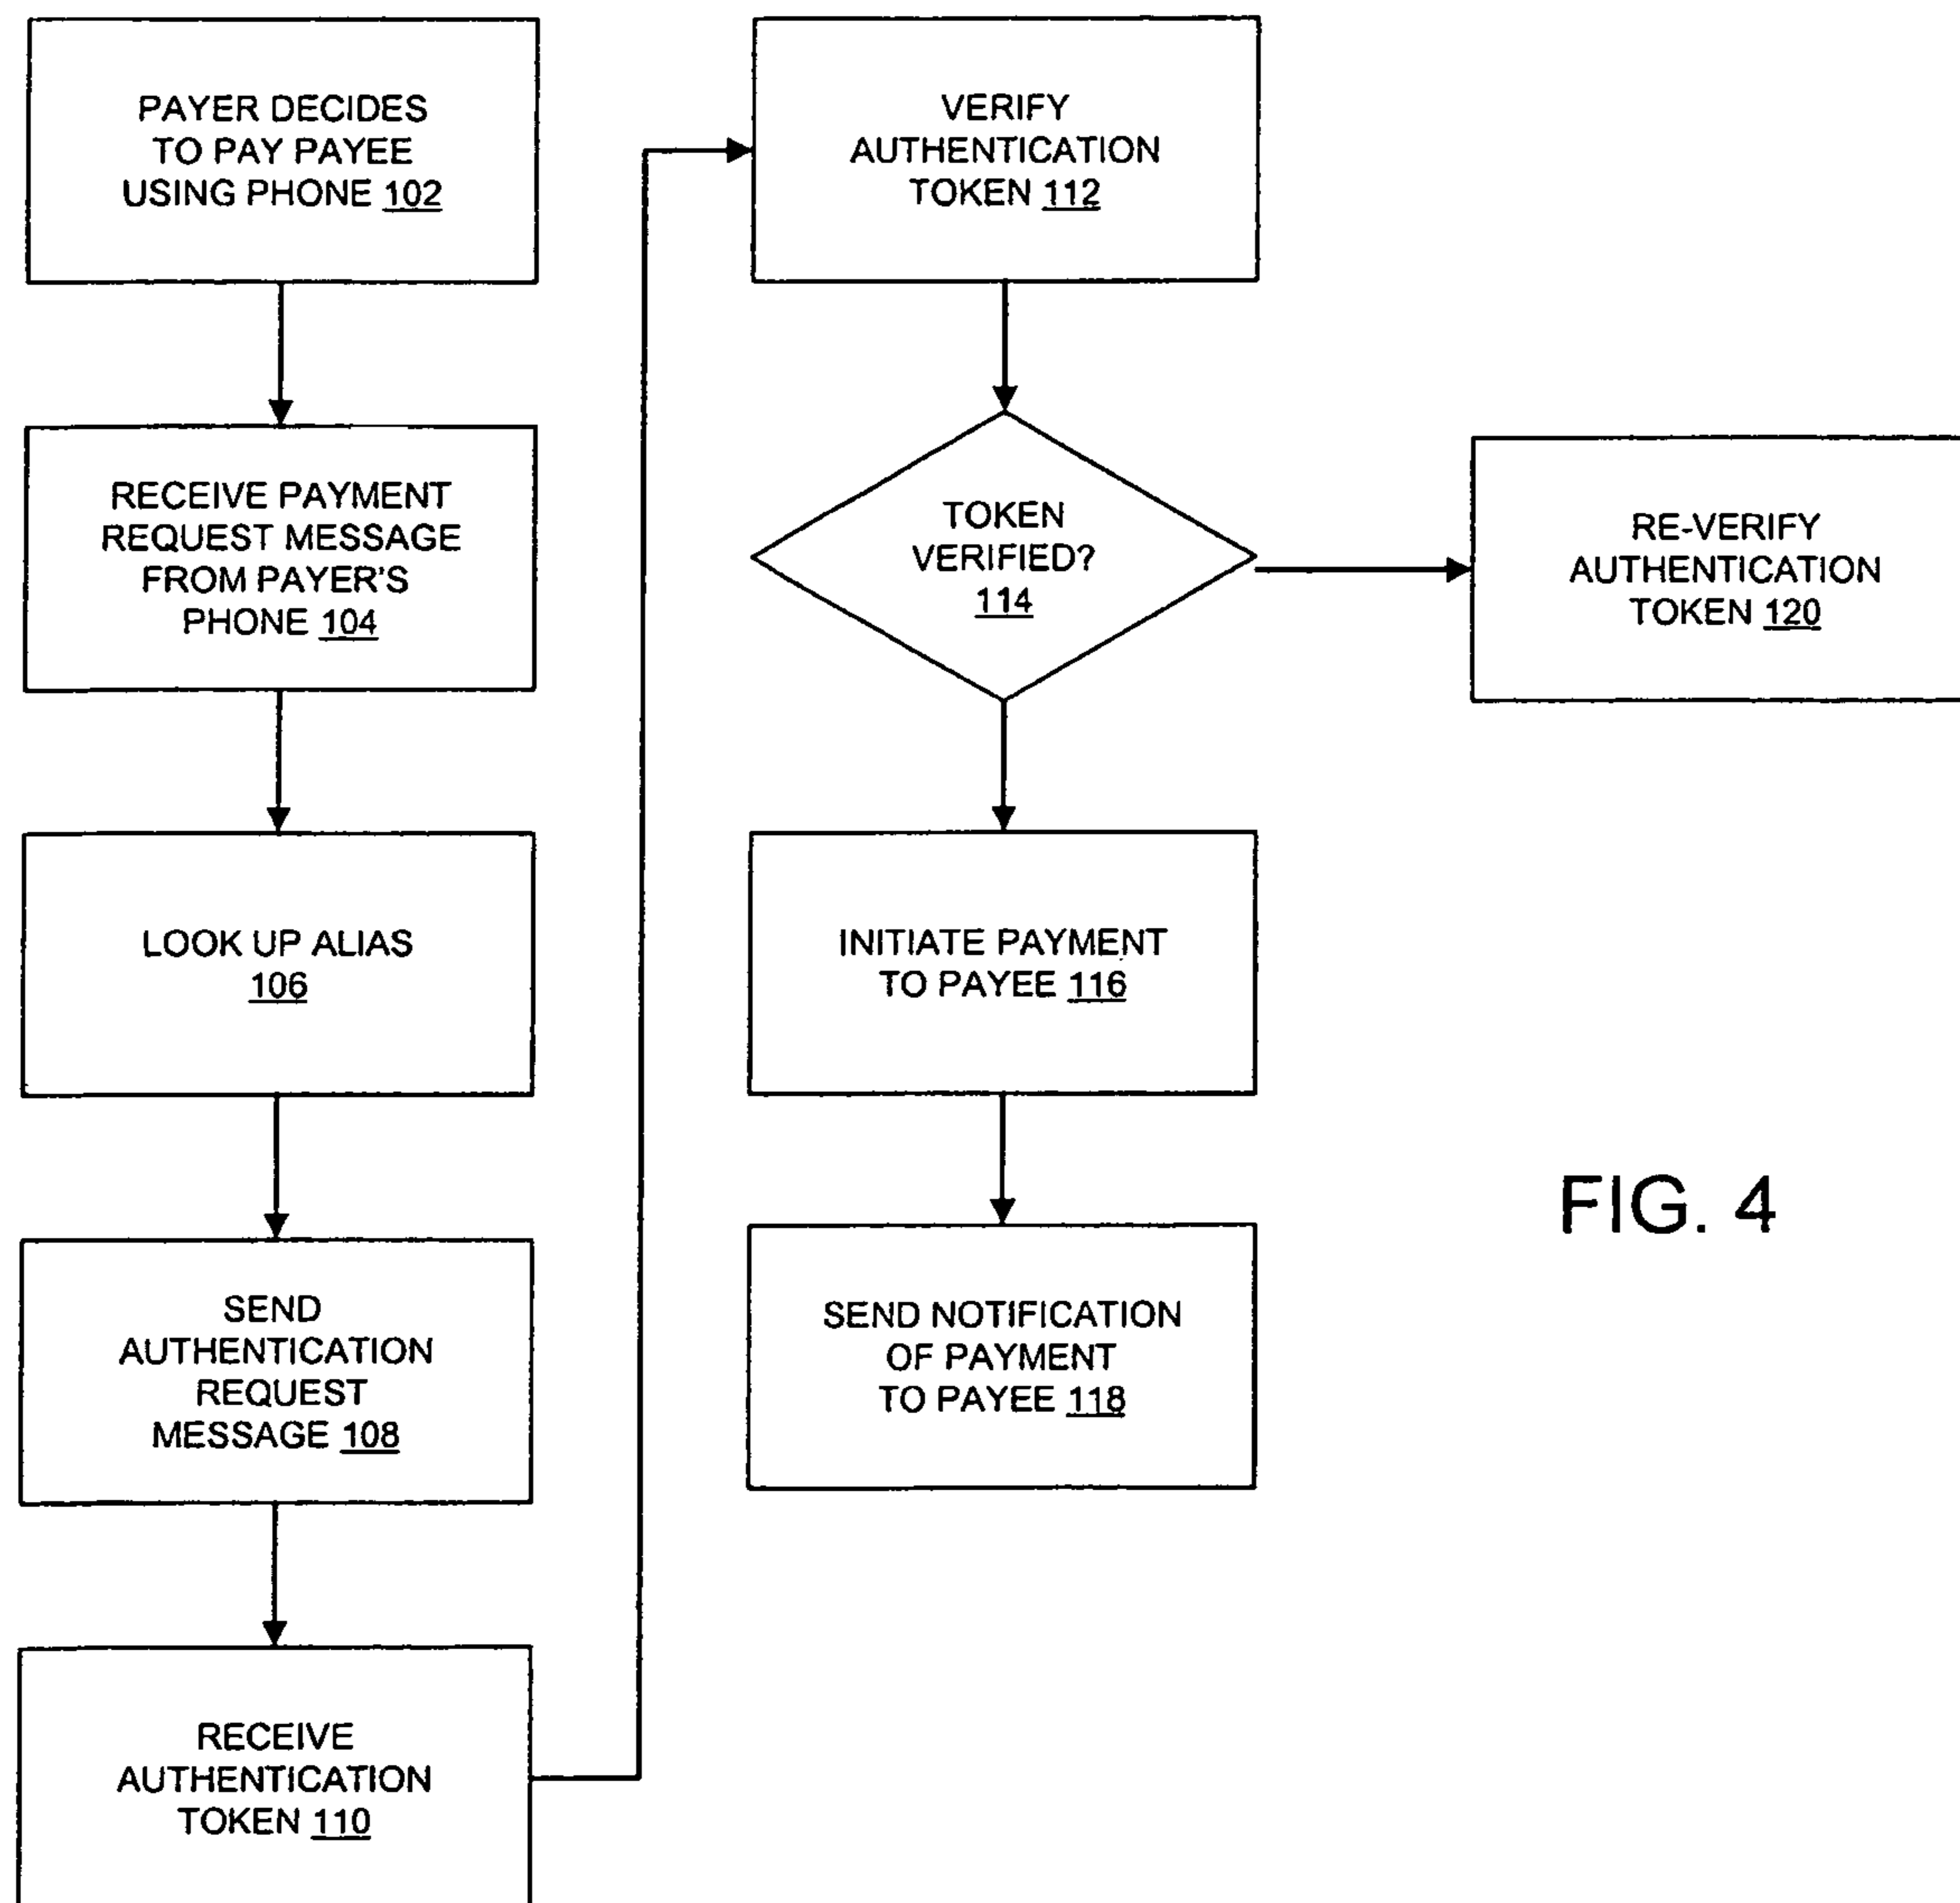 PAYER DECIDES
TO PAY PAYEE
USING PHONE 102
RECEIVE PAYMENT
REQUEST MESSAGE
FROM PAYER'S
PHONE 104
LOOK UP ALIAS
106
SEND
AUTHENTICATION
REQUEST
MESSAGE 108
RECEIVE
AUTHENTICATION
TOKEN 110
VERIFY
AUTHENTICATION
TOKEN 112
TOKEN
VERIFIED?
114
INITIATE PAYMENT
TO PAYEE 116
SEND NOTIFICATION
OF PAYMENT
TO PAYEE 118
RE-VERIFY
AUTHENTICATION
TOKEN 120
FIG. 4